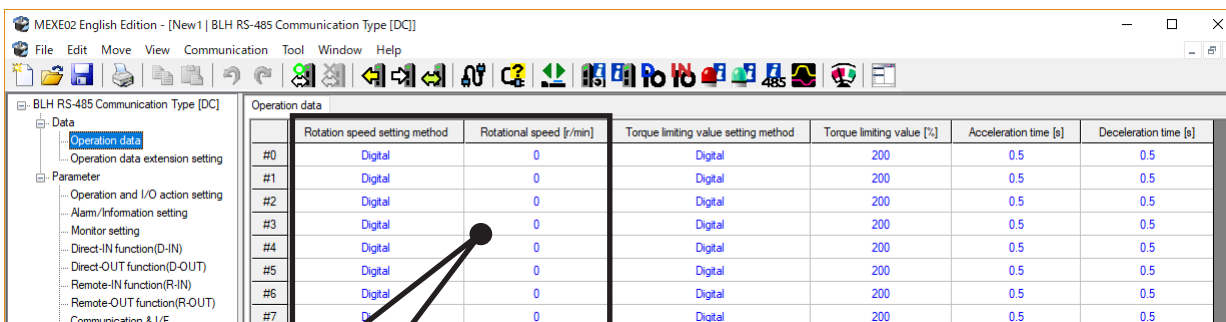 MEXE02 English Edition - [New1 | BLH RS-485 Communication Type [DC]]
File Edit Move View Communication Tool Window Help
BLH RS-485 Communication Type [DC]
Data
Operation data
Operation data extension setting
Parameter
Operation and I/O action setting
Alarm/Information setting
Monitor setting
Direct-IN function(D-IN)
Direct-OUT function(D-OUT)
Remote-IN function(R-IN)
Remote-OUT function(R-OUT)
Communication & I/F
Operation data
Rotation speed setting method Rotational speed [r/min] Torque limiting value setting method Torque limiting value [%] Acceleration time [s] Deceleration time [s]
#0 Digital 0 Digital 200 0.5 0.5
#1 Digital 0 Digital 200 0.5 0.5
#2 Digital 0 Digital 200 0.5 0.5
#3 Digital 0 Digital 200 0.5 0.5
#4 Digital 0 Digital 200 0.5 0.5
#5 Digital 0 Digital 200 0.5 0.5
#6 Digital 0 Digital 200 0.5 0.5
#7 Digital 0 Digital 200 0.5 0.5